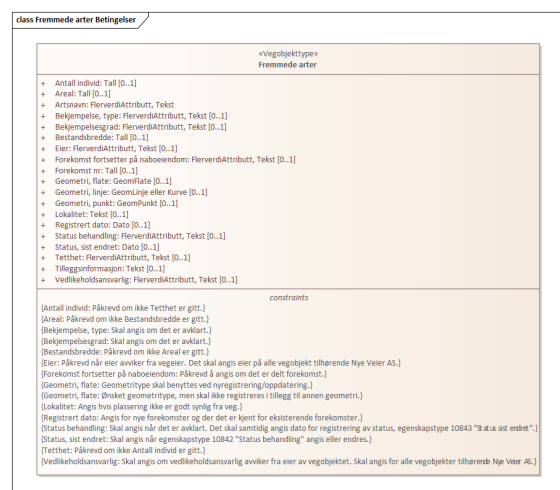 class Fremmede arter Betingelser
«Vegobjekttype»
Fremmede arter
+ Antall individ: Tall [0..1]
+ Areal: Tall [0..1]
+ Artsnavn: FlerverdiAttributt, Tekst
+ Bekjempelse, type: FlerverdiAttributt, Tekst [0..1]
+ Bekjempelsesgrad: FlerverdiAttributt, Tekst [0..1]
+ Bestandsbredde: Tall [0..1]
+ Eier: FlerverdiAttributt, Tekst [0..1]
+ Forekomst fortsetter på naboeiendom: FlerverdiAttributt, Tekst [0..1]
+ Forekomst nr: Tall [0..1]
+ Geometri, flate: GeomFlate [0..1]
+ Geometri, linje: GeomLinje eller Kurve [0..1]
+ Geometri, punkt: GeomPunkt [0..1]
+ Lokalitet: Tekst [0..1]
+ Registrert dato: Dato [0..1]
+ Status behandling: FlerverdiAttributt, Tekst [0..1]
+ Status, sist endret: Dato [0..1]
+ Tetthet: FlerverdiAttributt, Tekst [0..1]
+ Tilleggsinformasjon: Tekst [0..1]
+ Vedlikeholdsansvarlig: FlerverdiAttributt, Tekst [0..1]
constraints
{Antall individ: Påkrevd om ikke Tetthet er gitt.}
{Areal: Påkrevd om ikke Bestandsbredde er gitt.}
{Bekjempelse, type: Skal angis om det er avklart.}
{Bekjempelsesgrad: Skal angis om det er avklart.}
{Bestandsbredde: Påkrevd om ikke Areal er gitt.}
{Eier: Påkrevd når eier avviker fra vegeier. Det skal angis eier på alle vegobjekt tilhørende Nye Veier AS.}
{Forekomst fortsetter på naboeiendom: Påkrevd å angis om det er delt forekomst.}
{Geometri, flate: Geometritype skal benyttes ved nyregistrering/oppdatering.}
{Geometri, flate: Ønsket geometritype, men skal ikke registreres i tillegg til annen geometri.}
{Lokalitet: Angis hvis plassering ikke er godt synlig fra veg.}
{Registrert dato: Angis for nye forekomster og der det er kjent for eksisterende forekomster.}
{Status behandling: Skal angis når det er avklart. Det skal samtidig angis dato for registrering av status, egenskapstype 10843 "Status sist endret".}
{Status, sist endret: Skal angis når egenskapstype 10842 "Status behandling" angis eller endres.}
{Tetthet: Påkrevd om ikke Antall individ er gitt.}
{Vedlikeholdsansvarlig: Skal angis om vedlikeholdsansvarlig avviker fra eier av vegobjektet. Skal angis for alle vegobjekter tilhørende Nye Veier AS.}